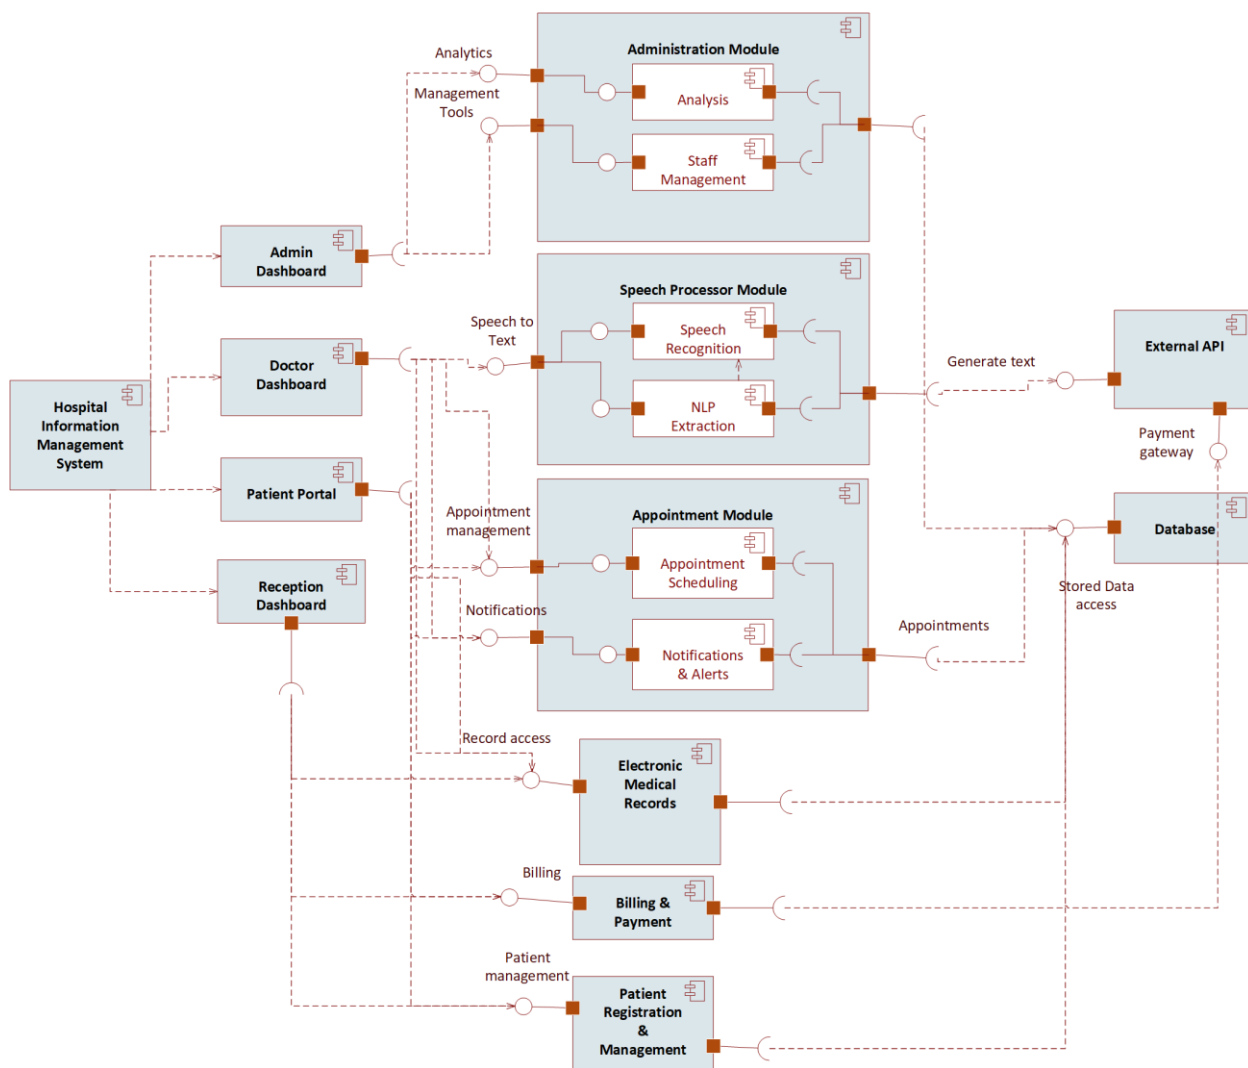 Administration Module
Analytics
Management
Tools
Analysis
Staff
Management
Admin
Dashboard
Speech Processor Module
Speech to
Text
Speech
Recognition
NLP
Extraction
Generate text
External API
Doctor
Dashboard
Hospital
Information
Management
System
Payment
gateway
Patient Portal
Appointment
management
Appointment Module
Appointment
Scheduling
Database
Reception
Dashboard
Stored Data
access
Notifications
Notifications
& Alerts
Appointments
Record access
Electronic
Medical
Records
Billing
Billing &
Payment
Patient
management
Patient
Registration
&
Management